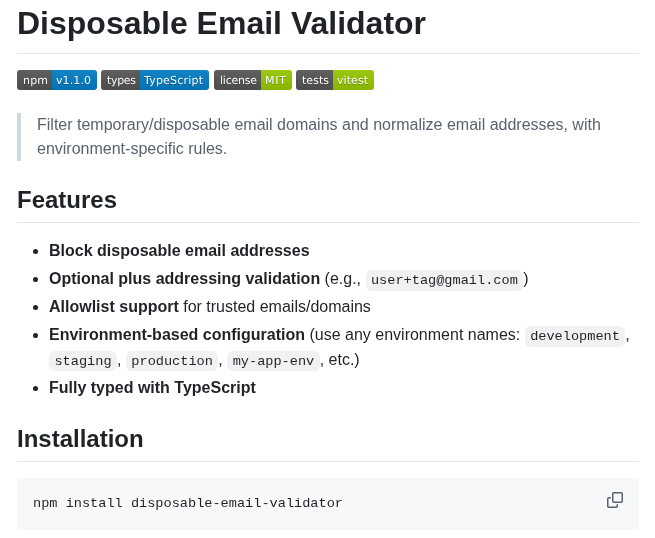 Disposable Email Validator
npm v1.1.0 types TypeScript license MIT tests vitest
Filter temporary/disposable email domains and normalize email addresses, with
environment-specific rules.
Features
• Block disposable email addresses
• Optional plus addressing validation (e.g., user+tag@gmail.com)
• Allowlist support for trusted emails/domains
• Environment-based configuration (use any environment names: development,
staging, production, my-app-env, etc.)
• Fully typed with TypeScript
Installation
npm install disposable-email-validator